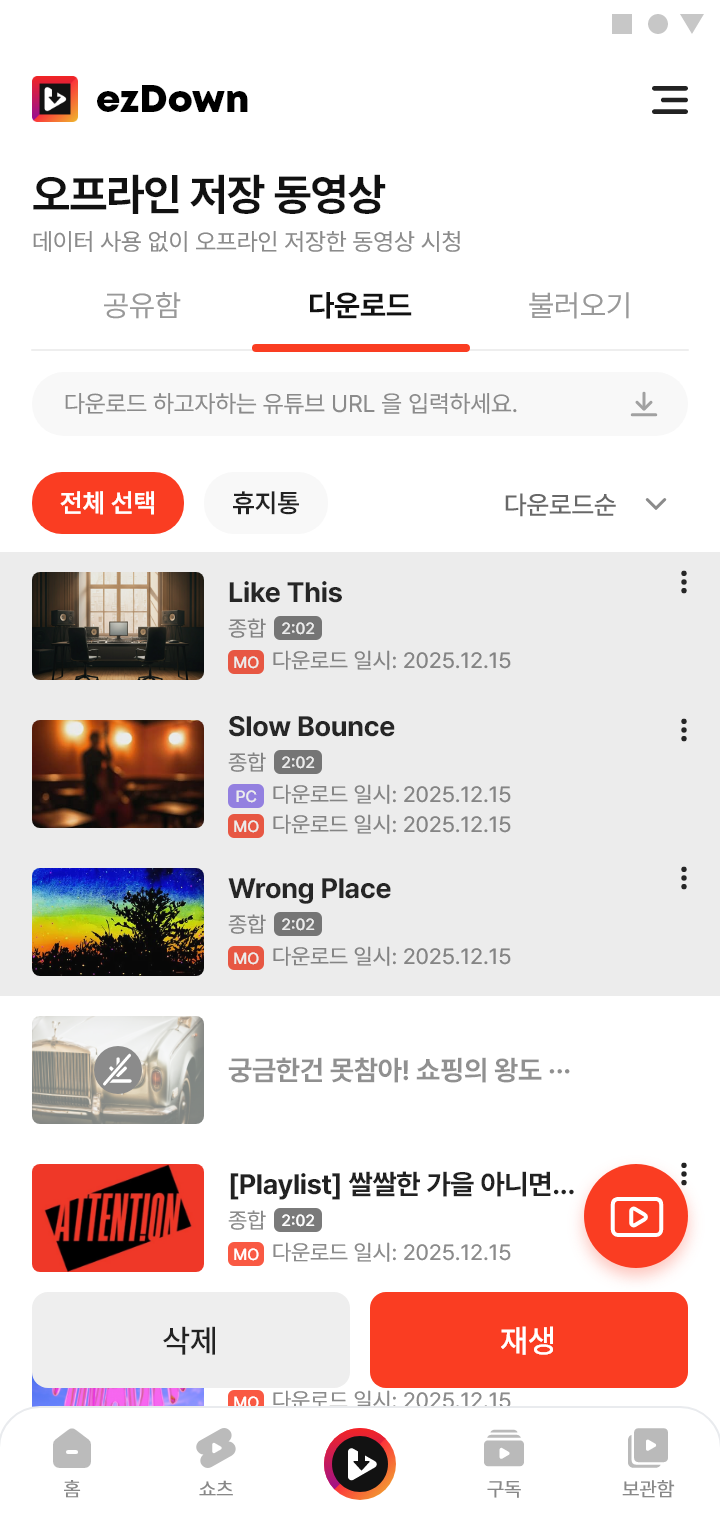 ezDown
오프라인 저장 동영상
데이터 사용 없이 오프라인 저장한 동영상 시청
공유함 다운로드 불러오기
다운로드 하고자하는 유튜브 URL 을 입력하세요.
전체 선택 휴지통 다운로드순
Like This
종합 2:02
MO 다운로드 일시: 2025.12.15
Slow Bounce
종합 2:02
PC 다운로드 일시: 2025.12.15
MO 다운로드 일시: 2025.12.15
Wrong Place
종합 2:02
MO 다운로드 일시: 2025.12.15
궁금한건 못참아! 쇼핑의 왕도 ···
ATTENTION
[Playlist] 쌀쌀한 가을 아니면...
종합 2:02
MO 다운로드 일시: 2025.12.15
삭제 재생
MO 다운로드 일시: 2025.12.15
홈 쇼츠 구독 보관함